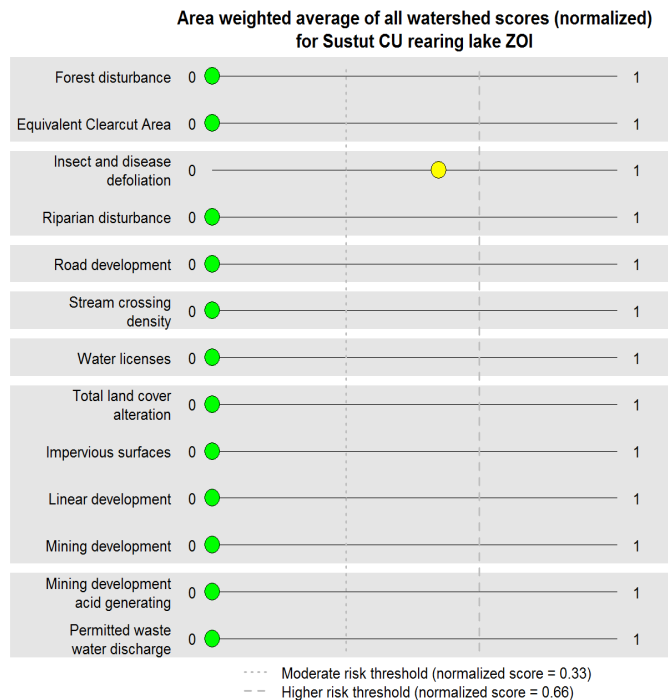 Area weighted average of all watershed scores (normalized)
for Sustut CU rearing lake ZOI
Forest disturbance 0 1
Equivalent Clearcut Area 0 1
Insect and disease
defoliation 0 1
Riparian disturbance 0 1
Road development 0 1
Stream crossing
density 0 1
Water licenses 0 1
Total land cover
alteration 0 1
Impervious surfaces 0 1
Linear development 0 1
Mining development 0 1
Mining development
acid generating 0 1
Permitted waste
water discharge 0 1
Moderate risk threshold (normalized score = 0.33)
Higher risk threshold (normalized score = 0.66)